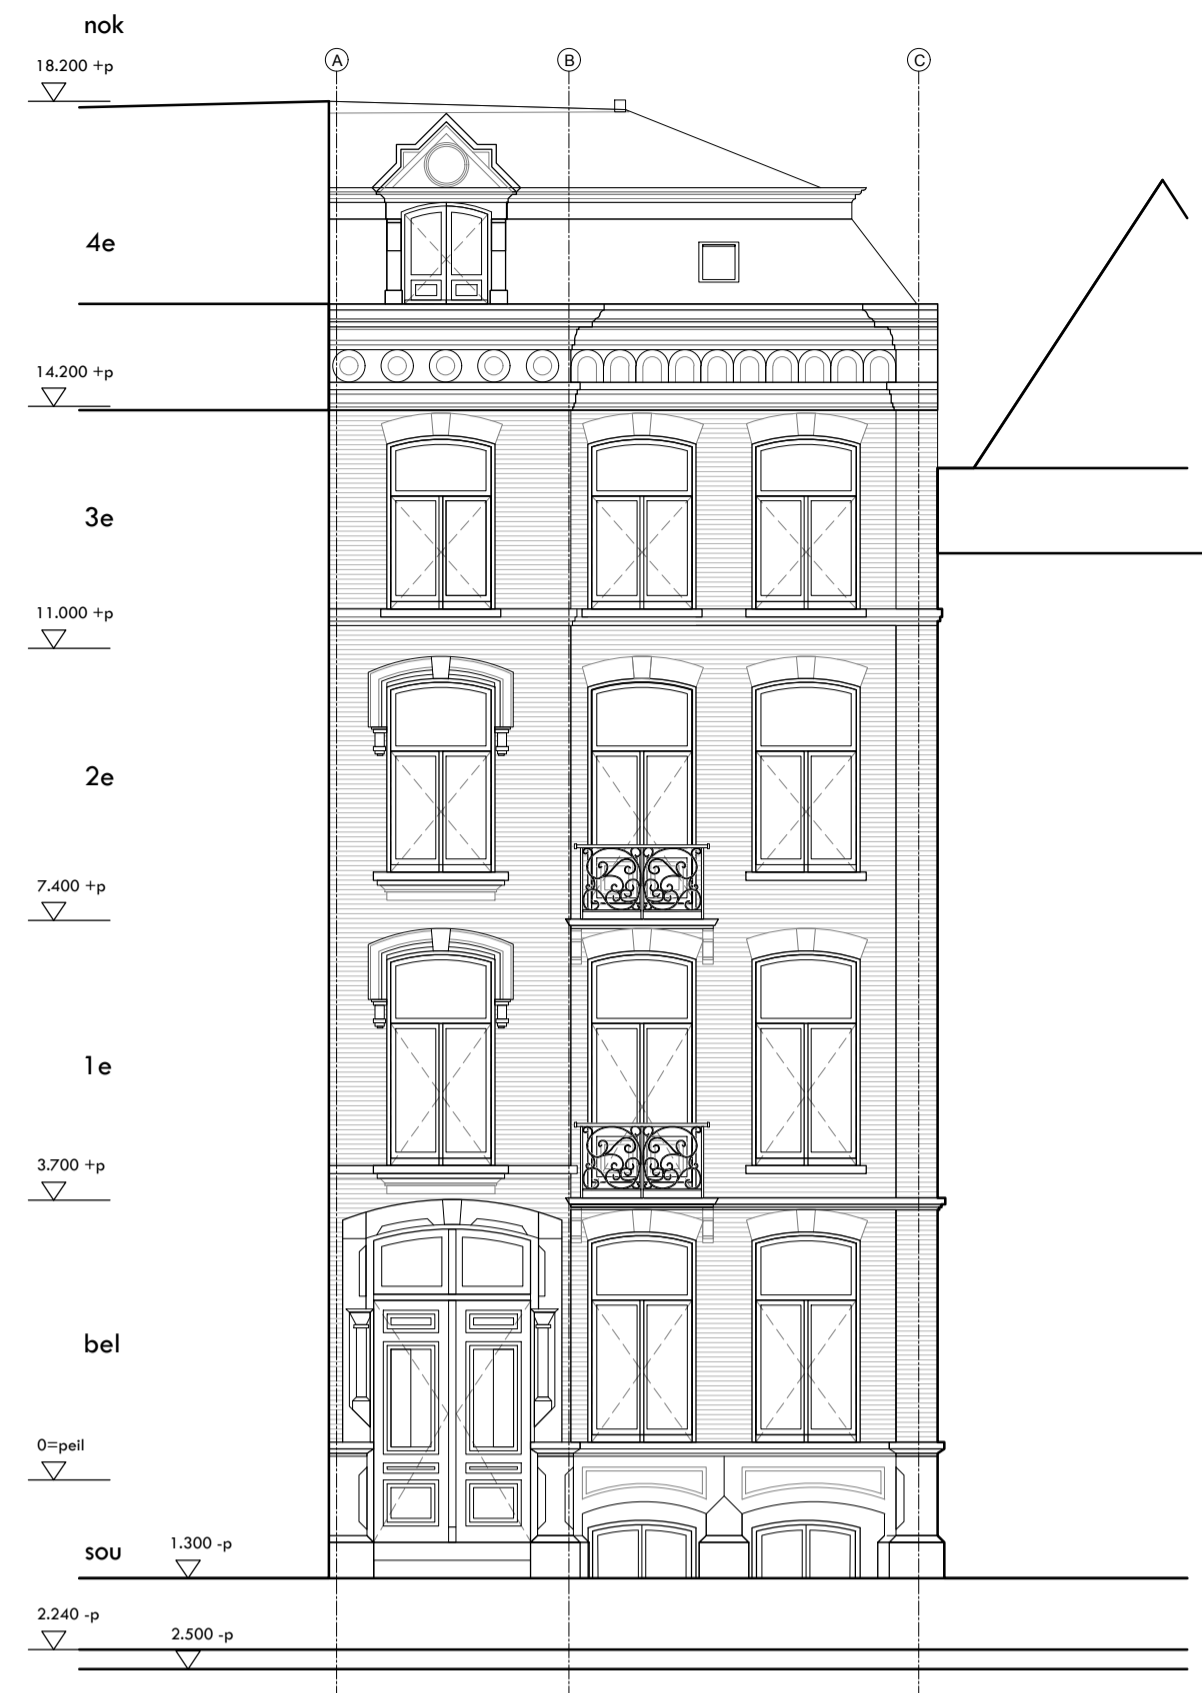 nok
18.200 +p
A B C
4e
14.200 +p
3e
11.000 +p
2e
7.400 +p
1e
3.700 +p
bel
0=peil
sou
1.300 -p
2.240 -p
2.500 -p